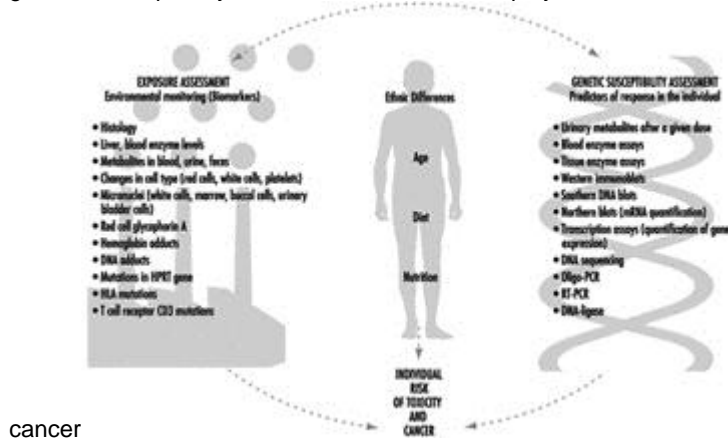 EXPOSURE ASSESSMENT
Environmental monitoring (Biomarkers)
• Histology
• Liver, blood enzyme levels
• Metabolites in blood, urine, feces
• Changes in cell type (red cells, white cells, platelets)
• Micronuclei (white cells, marrow, buccal cells, urinary
bladder cells)
• Red cell glycophorin A
• Hemoglobin adducts
• DNA adducts
• Mutations in HPRT gene
• HLA mutations
• T cell receptor CD3 mutations
Ethnic Differences
Age
Diet
Nutrition
INDIVIDUAL
RISK
OF TOXICITY
AND
CANCER
GENETIC SUSCEPTIBILITY ASSESSMENT
Predictors of response in the individual
• Urinary metabolites after a given dose
• Blood enzyme assays
• Tissue enzyme assays
• Western immunoblots
• Southern DNA blots
• Northern blots (mRNA quantification)
• Transcription assays (quantification of gene
expression)
• DNA sequencing
• Oligo-PCR
• RT-PCR
• DNA-ligase
cancer